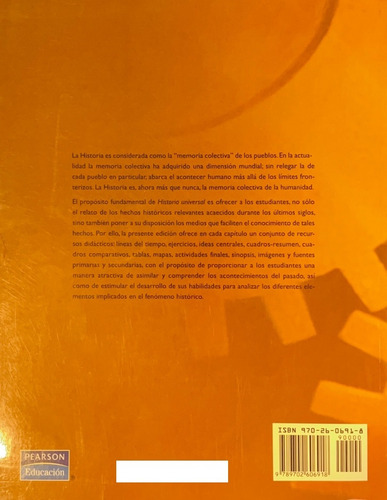 La Historia es considerada como la "memoria colectiva" de los pueblos. En la actua-
lidad la memoria colectiva ha adquirido una dimensión mundial, sin relegar la de
cada pueblo en particular, abarca el acontecer humano más allá de los límites fron-
terizos. La Historia es, ahora más que nunca, la memoria colectiva de la humanidad.
El propósito fundamental de Historia universal es ofrecer a los estudiantes, no sólo
el relato de los hechos históricos relevantes acaecidos durante los últimos siglos,
sino tambien poner a su disposición los medios que faciliten el conocimiento de tales
hechos. Por ello, la presente edición ofrece en cada capítulo un conjunto de recur-
sos didácticos: líneas del tiempo, ejercicios, ideas centrales, cuadros-resumen, cua-
dros comparativos, tablas, mapas, actividades finales, sinopsis, imágenes y fuentes
primarias y secundarias, con el propósito de proporcionar a los estudiantes una
manera atractiva de asimilar y comprender los acontecimientos del pasado, así
como de estimular el desarrollo de sus habilidades para analizar los diferentes ele-
mentos implicados en el fenómeno histórico.
PEARSON
Educación
®
ISBN 970-26-0691-8
90000
9 789702 606918